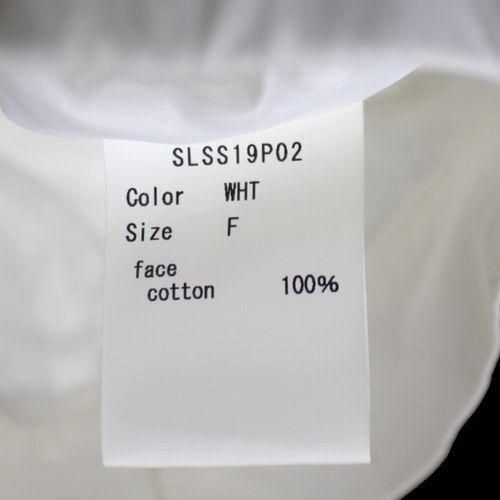 SLSS19P02
Color WHT
Size F
face
cotton 100%